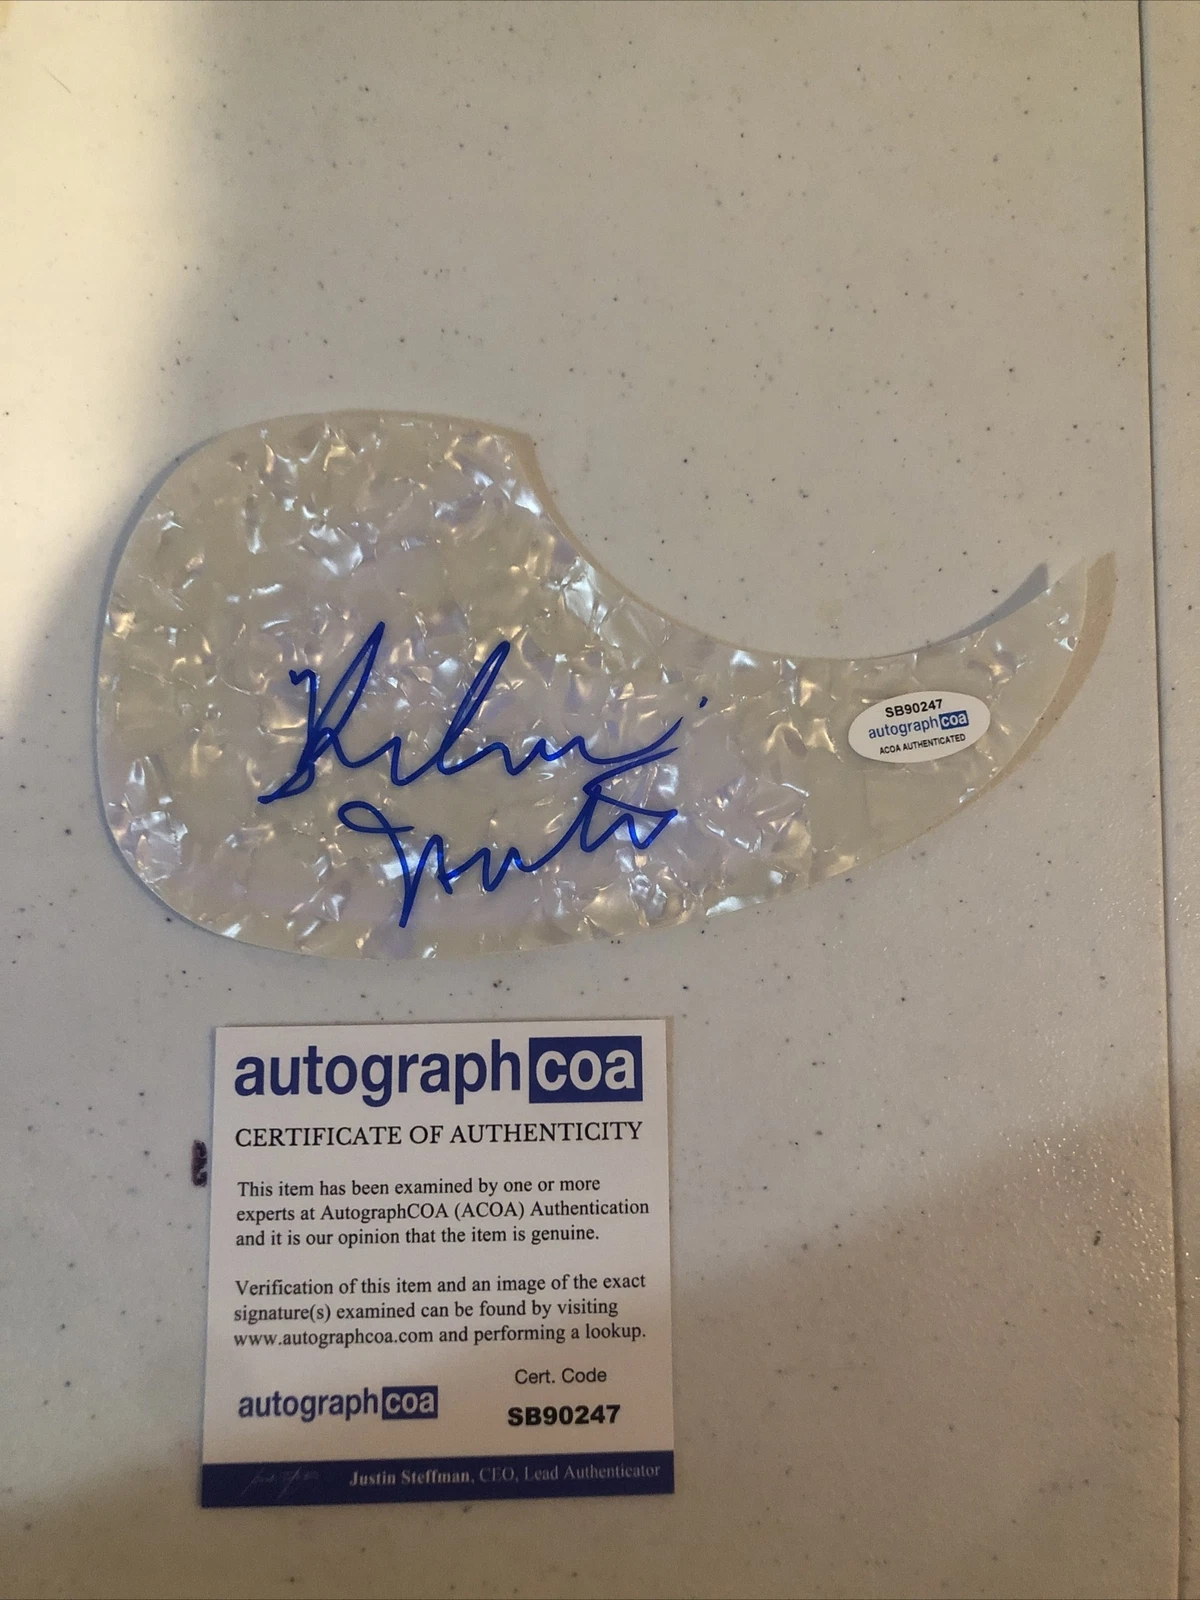 SB90247
autographcoa
ACOA AUTHENTICATED
autographcoa
CERTIFICATE OF AUTHENTICITY
This item has been examined by one or more
experts at AutographCOA (ACOA) Authentication
and it is our opinion that the item is genuine.
Verification of this item and an image of the exact
signature(s) examined can be found by visiting
www.autographcoa.com and performing a lookup.
Cert. Code
autographcoa
SB90247
Justin Steffman, CEO, Lead Authenticator